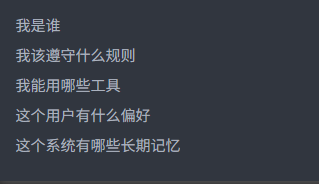 我是谁
我该遵守什么规则
我能用哪些工具
这个用户有什么偏好
这个系统有哪些长期记忆